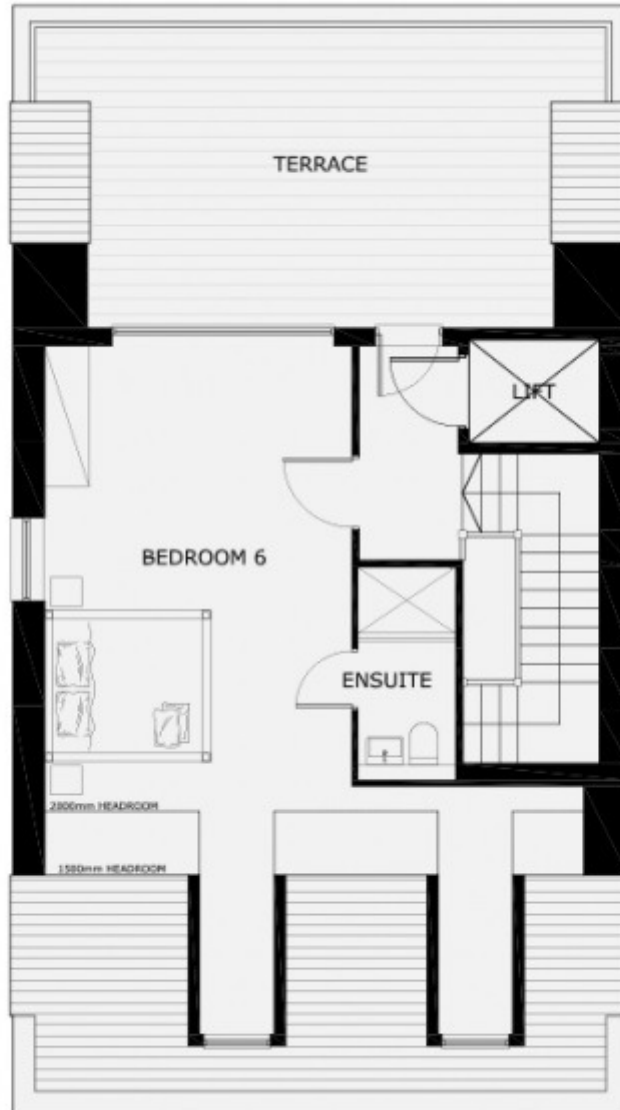 TERRACE
LIFT
BEDROOM 6
ENSUITE
2000mm HEADROOM
1500mm HEADROOM